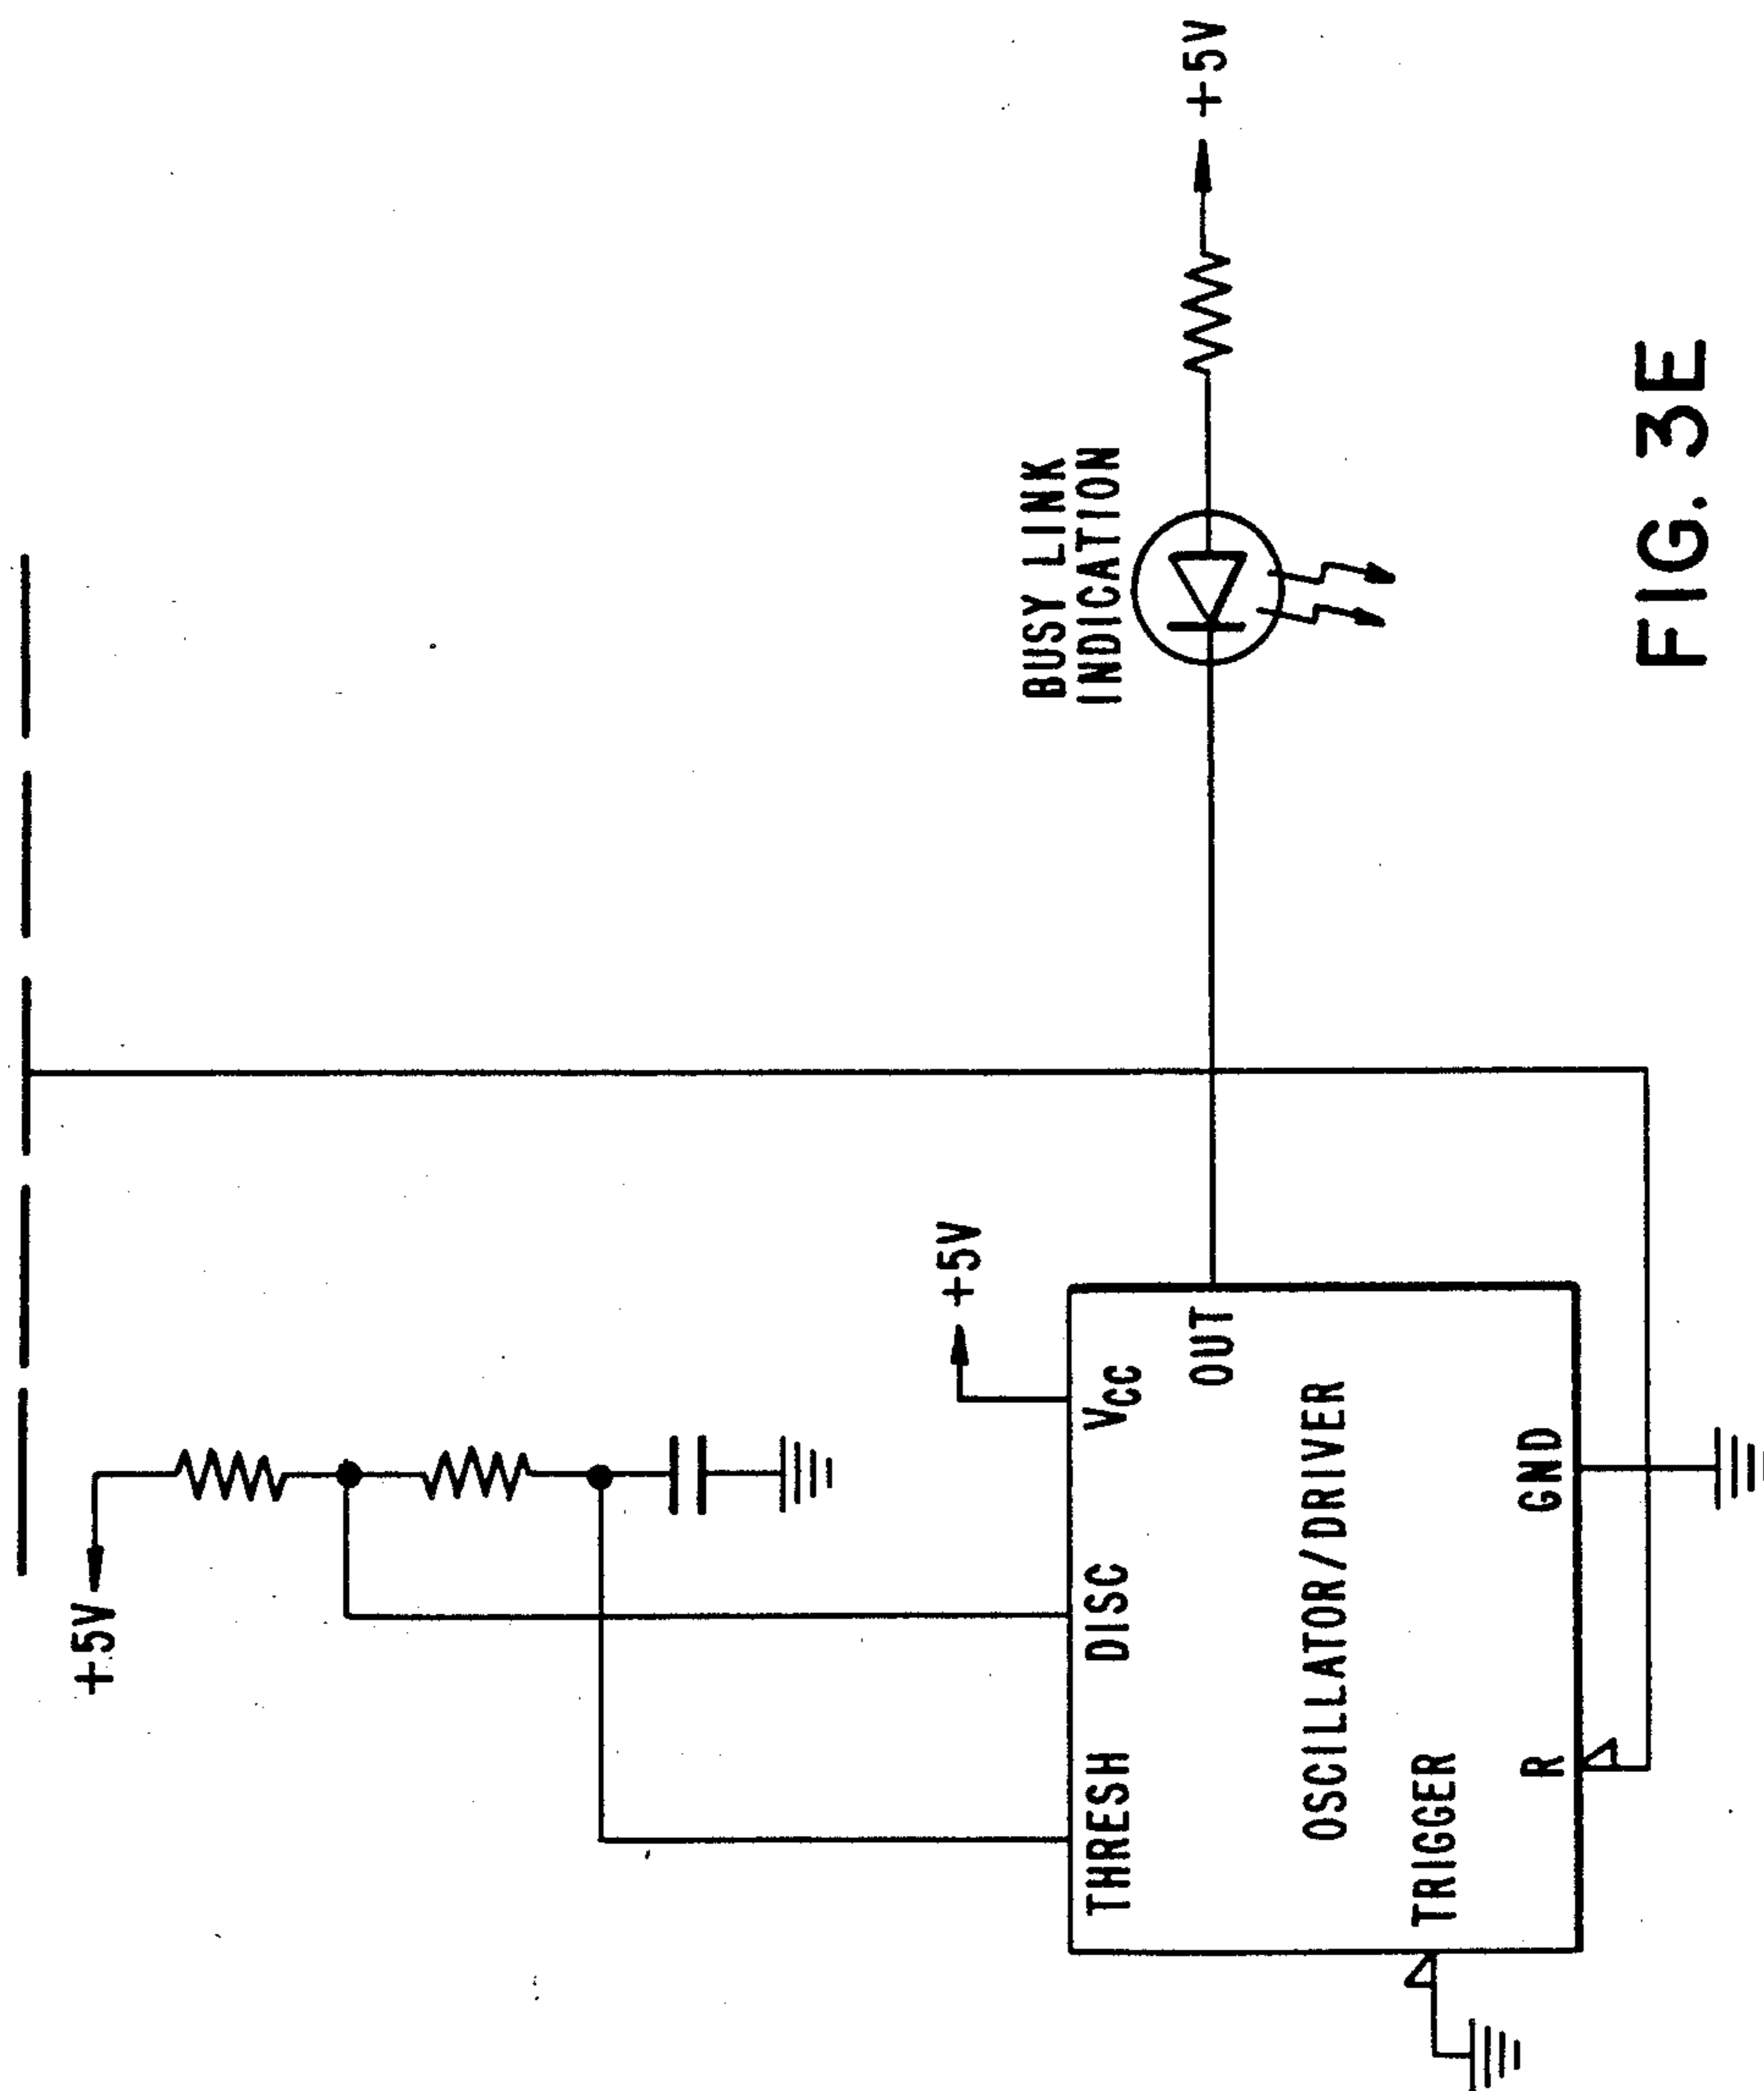 +5V
+5V
THRESH
DISC
VCC
OUT
OSCILLATOR/DRIVER
TRIGGER
R
GND
BUSY LINK
INDICATION
+5V
FIG. 3E